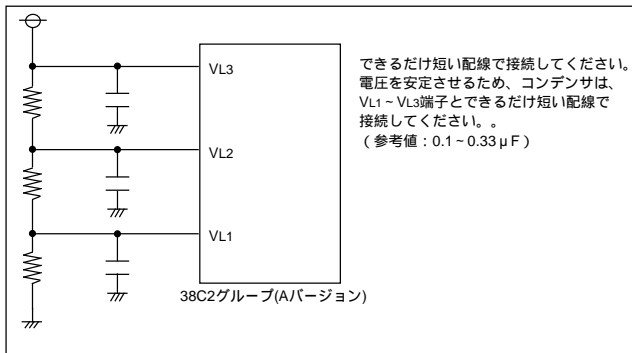 VL3
VL2
VL1
38C2グループ(Aバージョン)
できるだけ短い配線で接続してください。
電圧を安定させるため、コンデンサは、
VL1 ~ VL3端子とできるだけ短い配線で
接続してください。。
( 参考値 : 0.1 ~ 0.33 μ F )